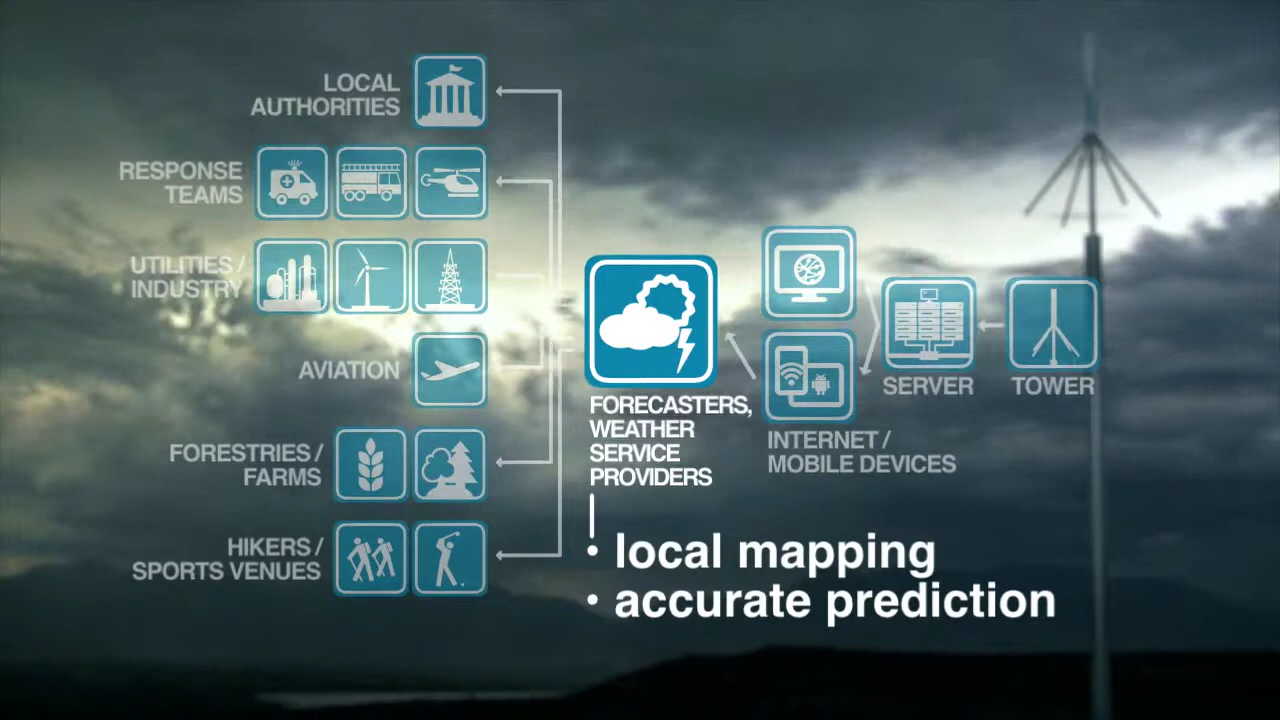 LOCAL
AUTHORITIES
RESPONSE
TEAMS
UTILITIES /
INDUSTRY
AVIATION
FORESTRIES /
FARMS
HIKERS /
SPORTS VENUES
FORECASTERS,
WEATHER
SERVICE
PROVIDERS
INTERNET /
MOBILE DEVICES
SERVER
TOWER
• local mapping
• accurate prediction